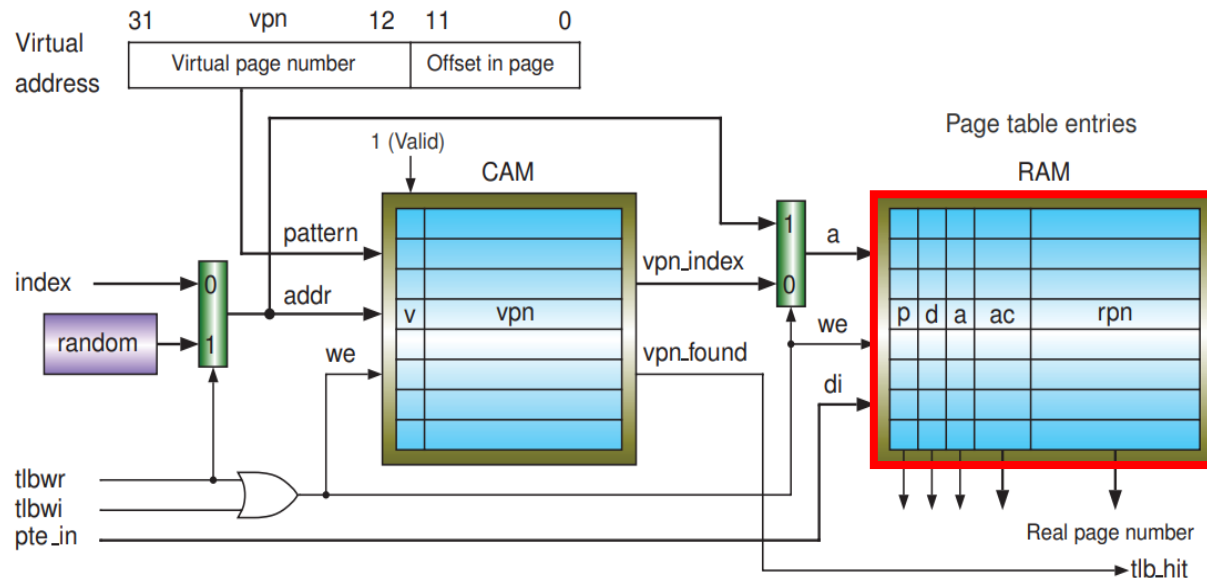 31 vpn 12 11 0
Virtual address
Virtual page number
Offset in page
1 (Valid)
CAM
Page table entries
RAM
pattern
addr
we
v
vpn
index
random
0
1
vpn_index
vpn_found
1
0
a
we
di
p d a ac rpn
tlbwr
tlbwi
pte_in
Real page number
tlb_hit